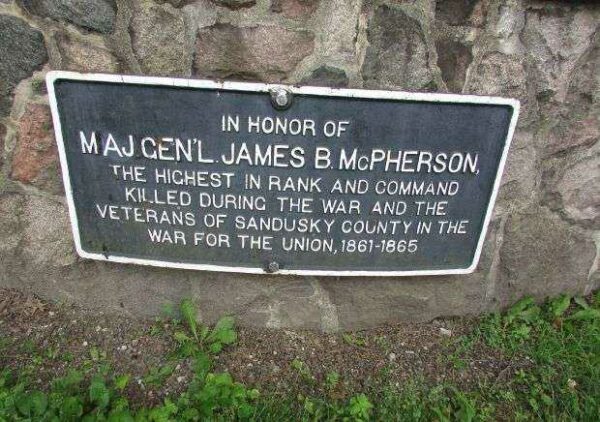 IN HONOR OF
MAJ. GEN'L. JAMES B. McPHERSON,
THE HIGHEST IN RANK AND COMMAND
KILLED DURING THE WAR AND THE
VETERANS OF SANDUSKY COUNTY IN THE
WAR FOR THE UNION, 1861-1865